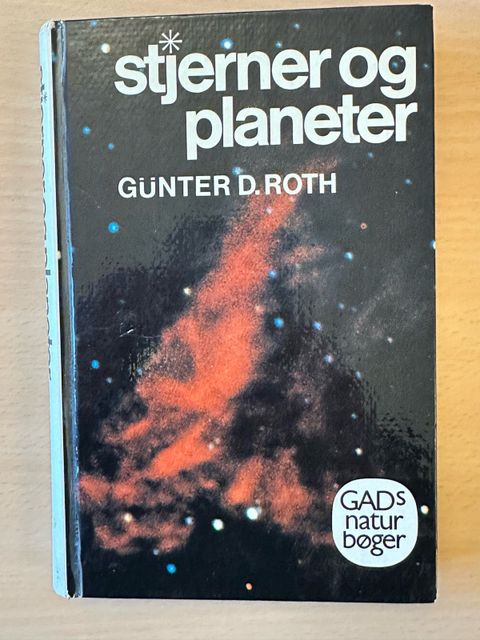 stjerner og
planeter
GÜNTER D. ROTH
GADs
natur
bøger